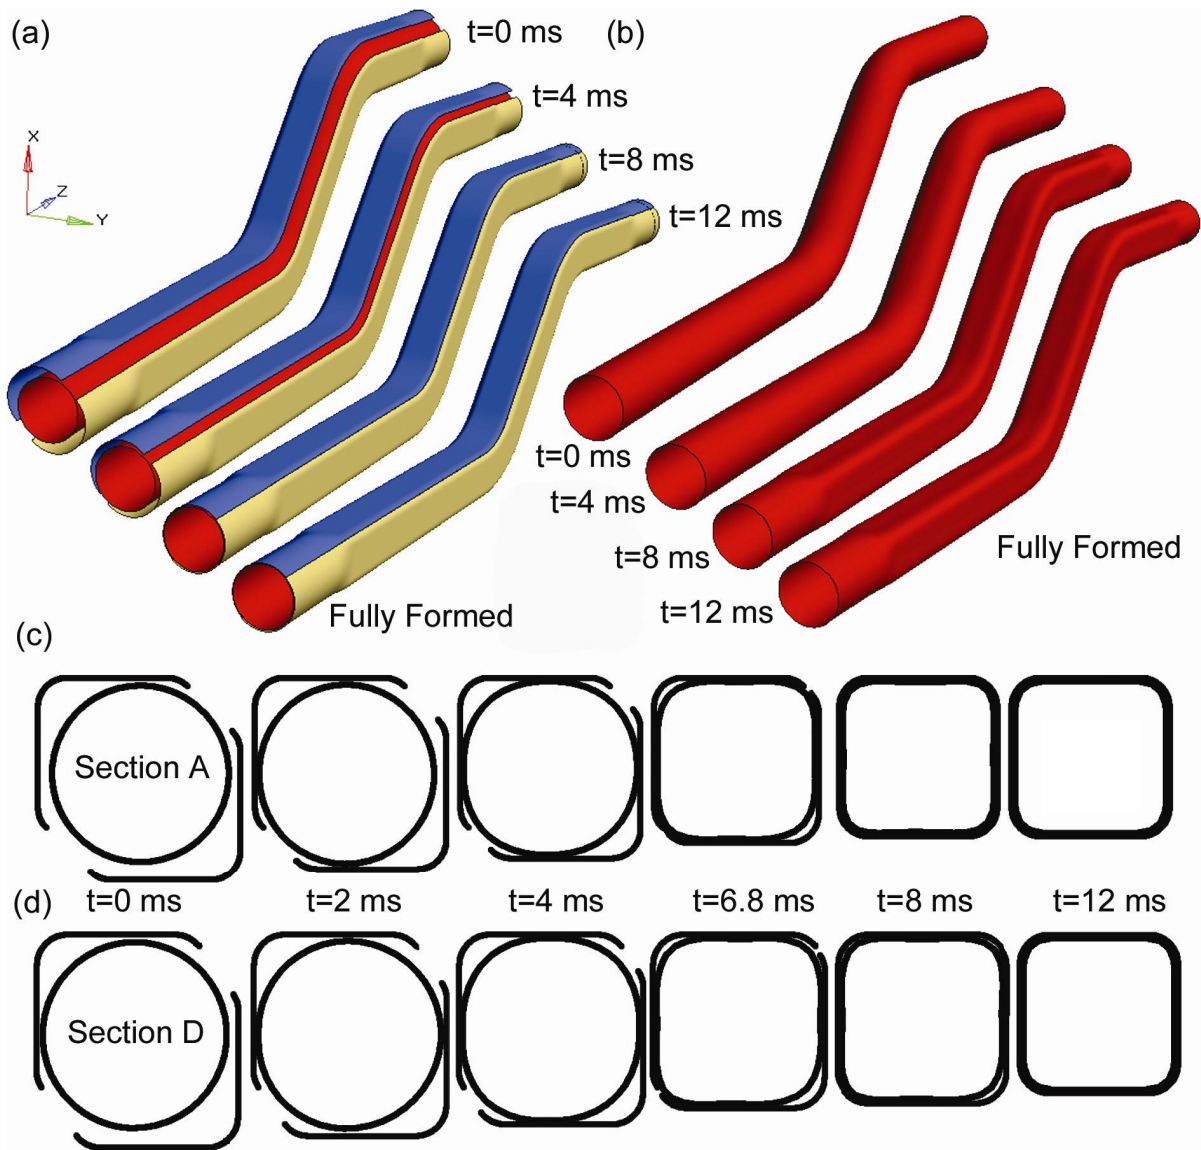 (a)
t=0 ms
t=4 ms
t=8 ms
t=12 ms
X
Z
Y
Fully Formed
(b)
t=0 ms
t=4 ms
t=8 ms
t=12 ms
Fully Formed
(c)
Section A
(d)
t=0 ms
t=2 ms
t=4 ms
t=6.8 ms
t=8 ms
t=12 ms
Section D